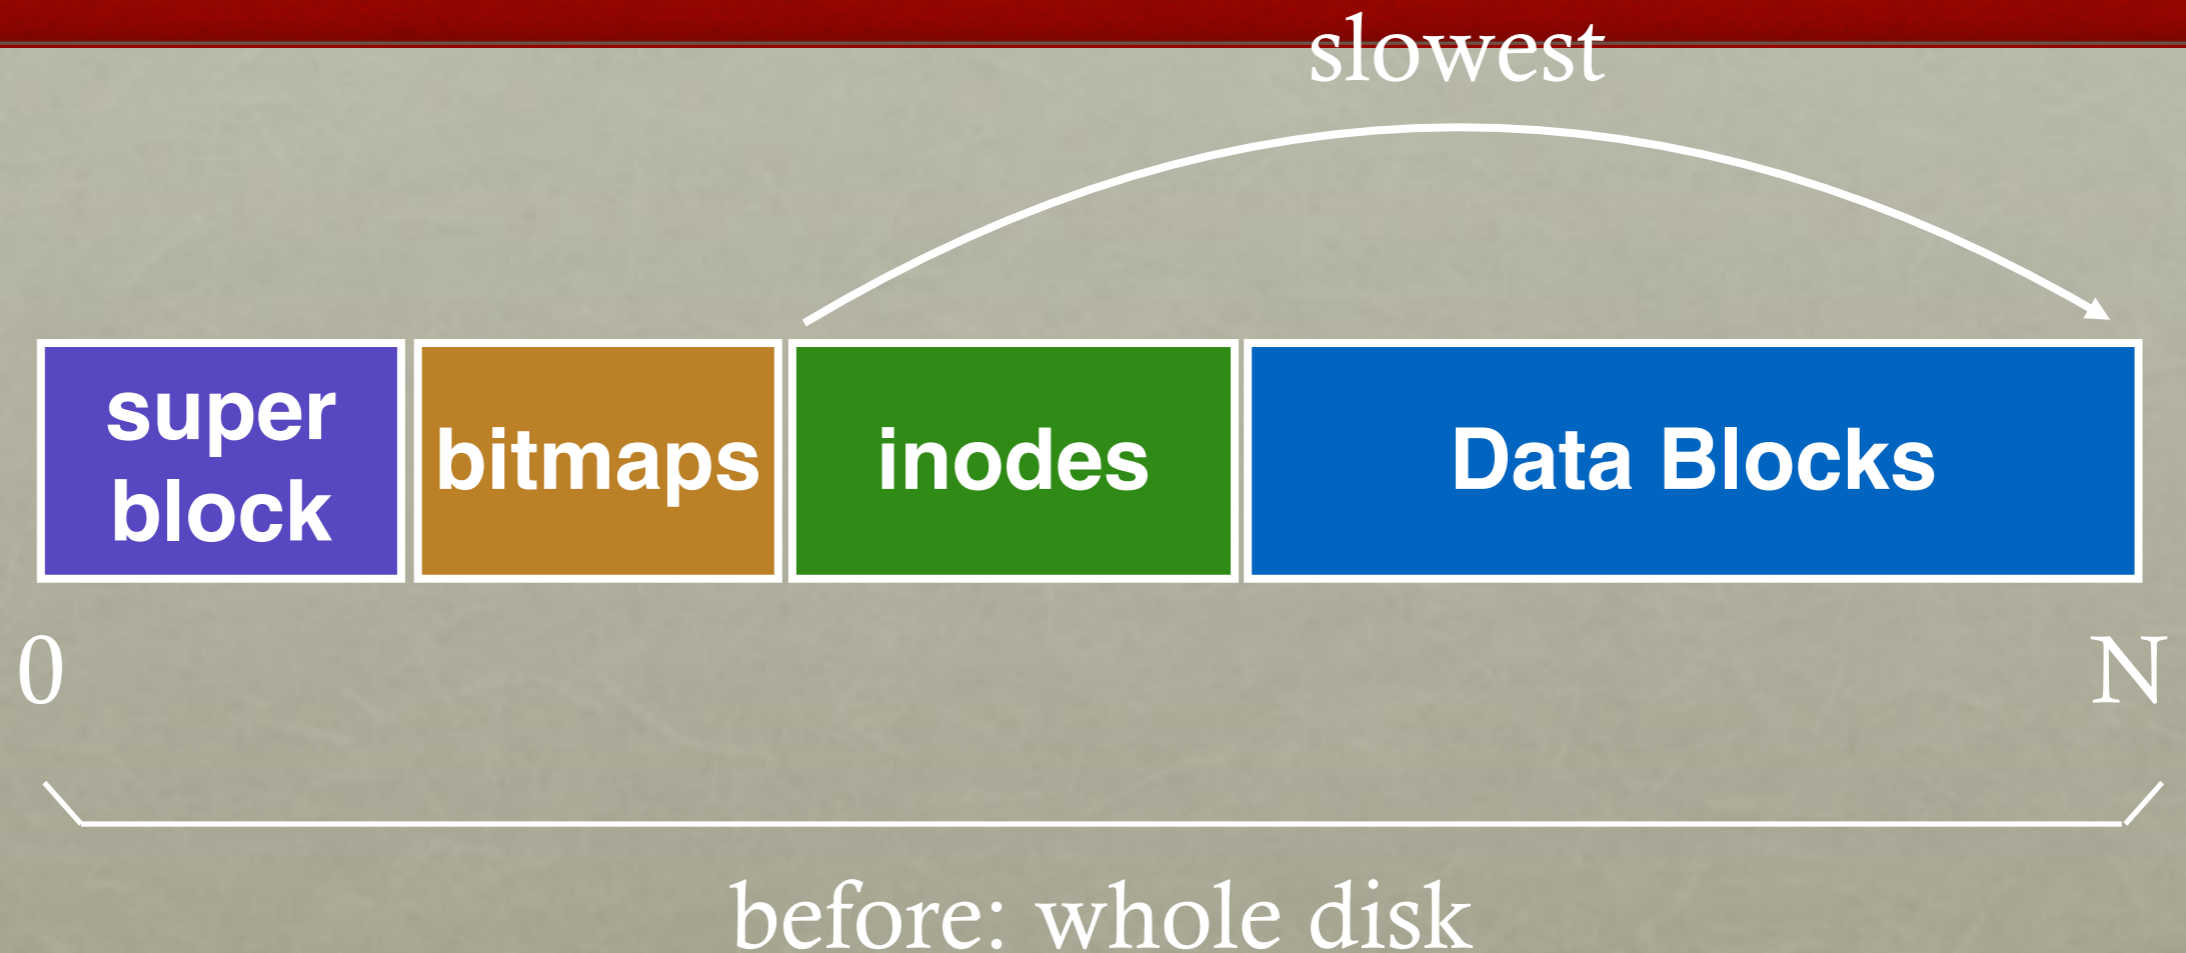 slowest
super
block
bitmaps
inodes
Data Blocks
0
N
before: whole disk